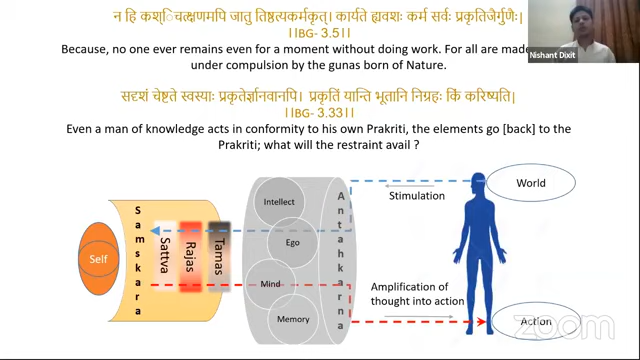 न हि कश्िचत्क्षणमपि जातु तिष्ठत्यकर्मकृत्। कार्यते ह्यवशः कर्म सर्वः प्रकृतिजैर्गुणैः।
||BG- 3.5||
Because, no one ever remains even for a moment without doing work. For all are made
under compulsion by the gunas born of Nature.
Nishant Dixit
सदृशं चेष्टते स्वस्याः प्रकृतेर्ज्ञानवानपि। प्रकृतिं यान्ति भूतानि निग्रहः किं करिष्यति|
||BG- 3.33||
Even a man of knowledge acts in conformity to his own Prakriti, the elements go [back] to the
Prakriti; what will the restraint avail ?
Self
Samskara
Sattva
Rajas
Tamas
Intellect
Ego
Mind
Memory
Antahkarna
Stimulation
World
Amplification of
thought into action
Action
zoom